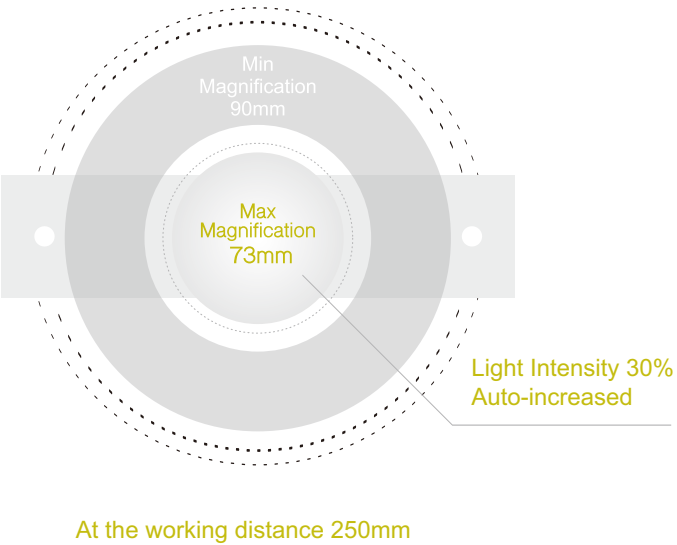 Min
Magnification
90mm
Max
Magnification
73mm
Light Intensity 30%
Auto-increased
At the working distance 250mm